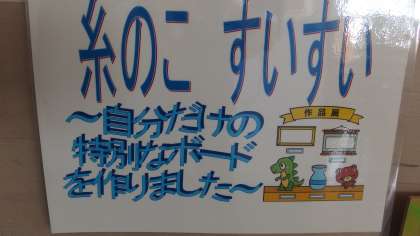 糸のこ すいすい
～自分だけの
特別なボード
を作りました～
作品展